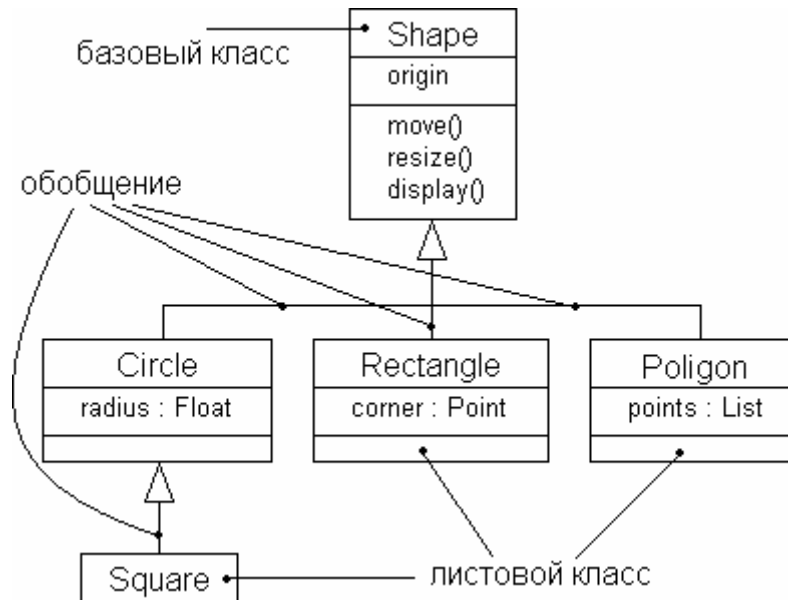 Shape
базовый класс
origin
move()
resize()
display()
обобщение
Circle
Rectangle
Poligon
radius : Float
corner : Point
points : List
Square
листовой класс